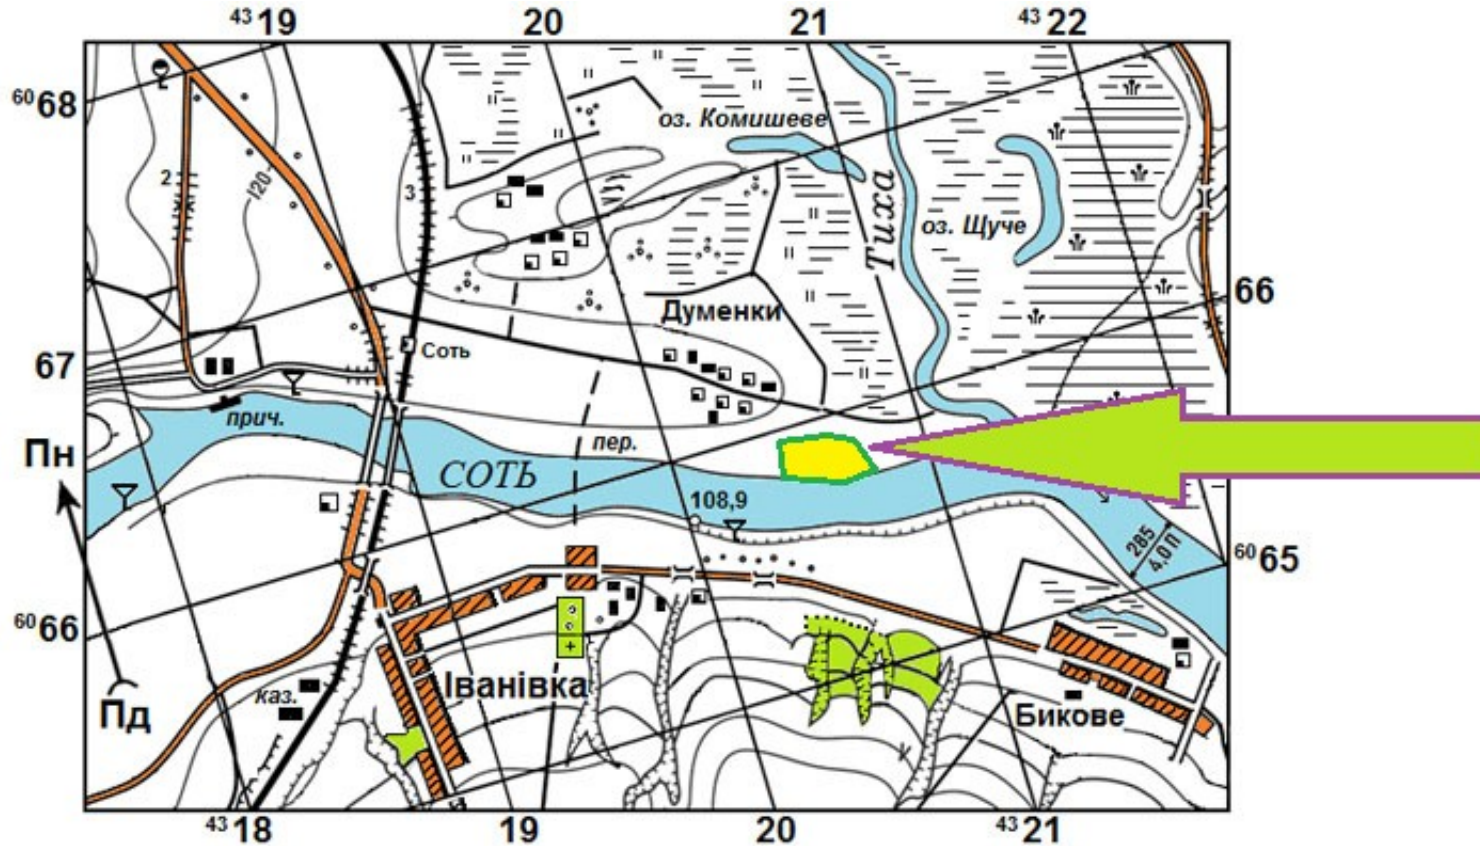 43 19 20 21 43 22
60 68
оз. Комишеве
2
120
3
Тиха
оз. Щуче
66
Думенки
Соть
67
прич.
пер.
Пн
СОТЬ
108,9
285
4,0 П
60 65
60 66
Іванівка
каз.
Бикове
Пд
43 18 19 20 43 21